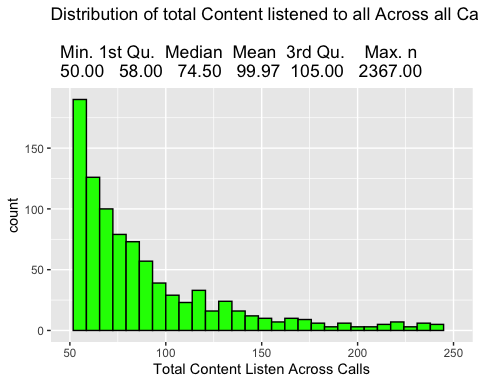 Distribution of total Content listened to all Across all Ca
Min. 1st Qu. Median Mean 3rd Qu. Max. n
50.00 58.00 74.50 99.97 105.00 2367.00
150
100
50
0
count
50 100 150 200 250
Total Content Listen Across Calls